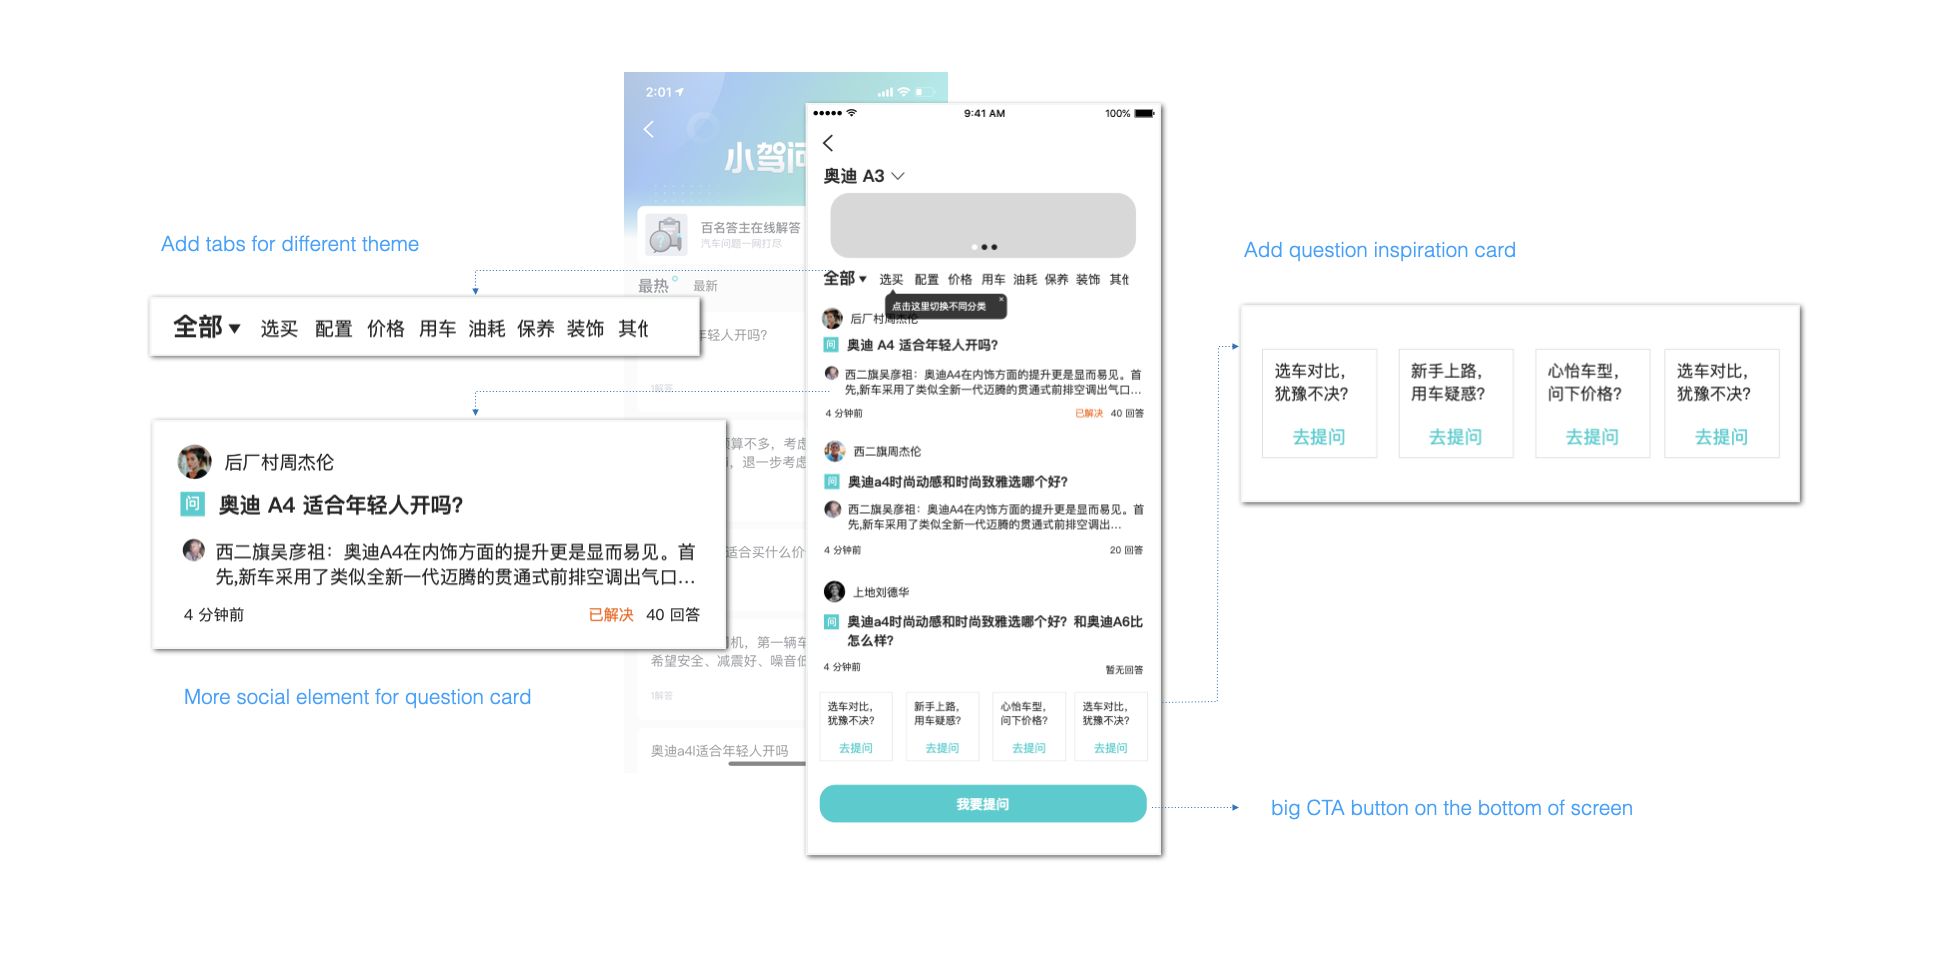 2:01
小驾问
百名答主在线解答
汽车问题一网打尽
最热
最新
年轻人开吗?
1解答
预算不多，考虑
，退一步考虑
适合买什么价
机，第一辆车
希望安全、减震好、噪音低
1解答
奥迪a4l适合年轻人开吗
Add tabs for different theme
全部 选买 配置 价格 用车 油耗 保养 装饰 其他
后厂村周杰伦
问 奥迪 A4 适合年轻人开吗?
西二旗吴彦祖：奥迪A4在内饰方面的提升更是显而易见。首
先,新车采用了类似全新一代迈腾的贯通式前排空调出气口...
4 分钟前 已解决 40 回答
More social element for question card
9:41 AM 100%
奥迪 A3
全部 选买 配置 价格 用车 油耗 保养 装饰 其他
点击这里切换不同分类 ×
后厂村周杰伦
问 奥迪 A4 适合年轻人开吗?
西二旗吴彦祖：奥迪A4在内饰方面的提升更是显而易见。首
先,新车采用了类似全新一代迈腾的贯通式前排空调出气口...
4 分钟前 已解决 40 回答
西二旗周杰伦
问 奥迪a4时尚动感和时尚致雅选哪个好?
西二旗吴彦祖：奥迪A4在内饰方面的提升更是显而易见。首
先,新车采用了类似全新一代迈腾的贯通式前排空调出...
4 分钟前 20 回答
上地刘德华
问 奥迪a4时尚动感和时尚致雅选哪个好? 和奥迪A6比
怎么样?
4 分钟前 暂无回答
选车对比，
犹豫不决?
去提问
新手上路，
用车疑惑?
去提问
心怡车型，
问下价格?
去提问
选车对比，
犹豫不决?
去提问
我要提问
Add question inspiration card
选车对比，
犹豫不决?
去提问
新手上路，
用车疑惑?
去提问
心怡车型，
问下价格?
去提问
选车对比，
犹豫不决?
去提问
big CTA button on the bottom of screen